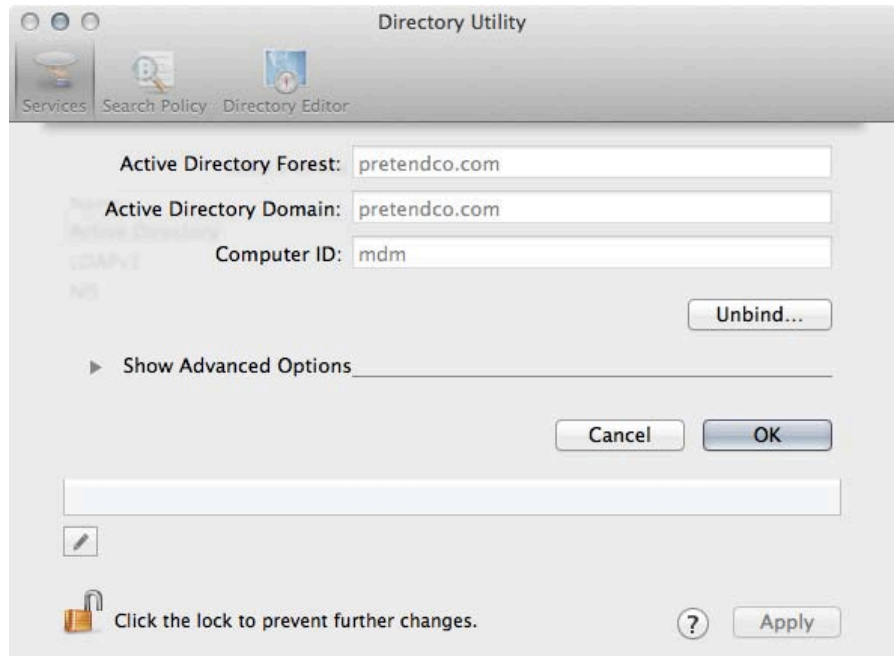 Directory Utility
Services Search Policy Directory Editor
Active Directory Forest: pretendco.com
Active Directory Domain: pretendco.com
Active Directory
Computer ID: mdm
LDAPv3
NIS
Unbind...
Show Advanced Options
Cancel OK
Click the lock to prevent further changes. ? Apply